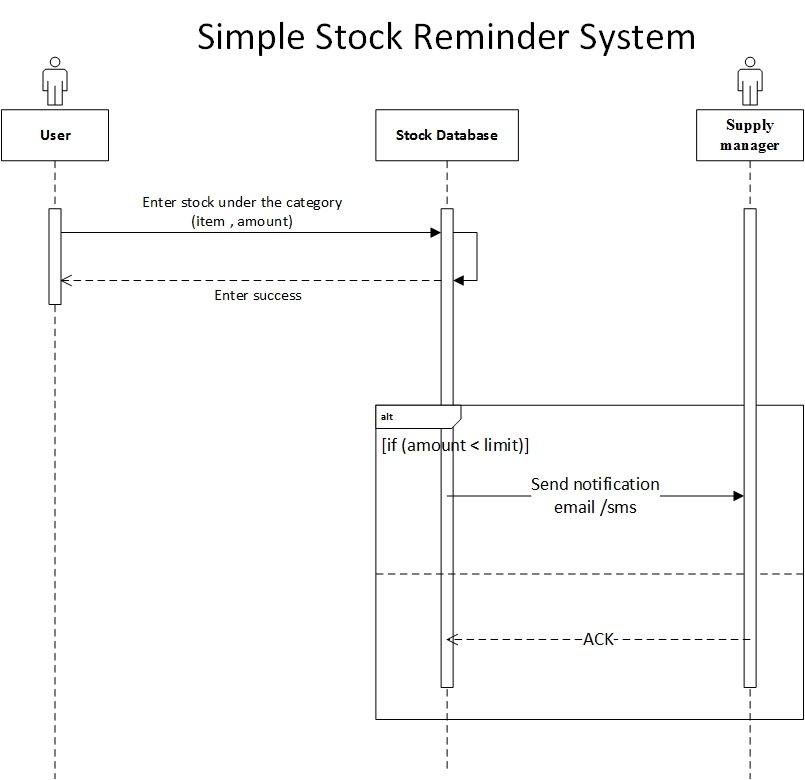 Simple Stock Reminder System
User
Stock Database
Supply
manager
Enter stock under the category
(item , amount)
Enter success
alt
[if (amount < limit)]
Send notification
email /sms
ACK